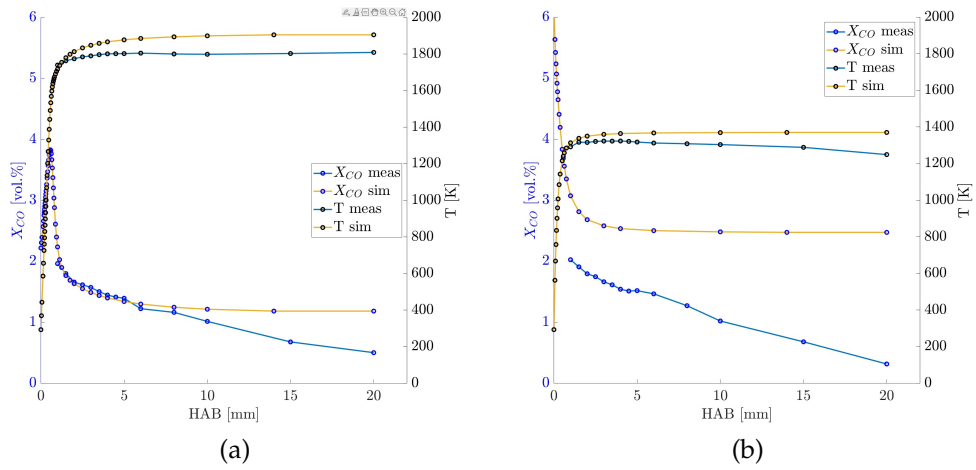 6
5
4
3
2
1
0
X_CO [vol.%]
2000
1800
1600
1400
1200
1000
800
600
400
200
0
T [K]
X_CO meas
X_CO sim
T meas
T sim
0 5 10 15 20
HAB [mm]
(a)
6
5
4
3
2
1
0
X_CO [vol.%]
2000
1800
1600
1400
1200
1000
800
600
400
200
0
T [K]
X_CO meas
X_CO sim
T meas
T sim
0 5 10 15 20
HAB [mm]
(b)